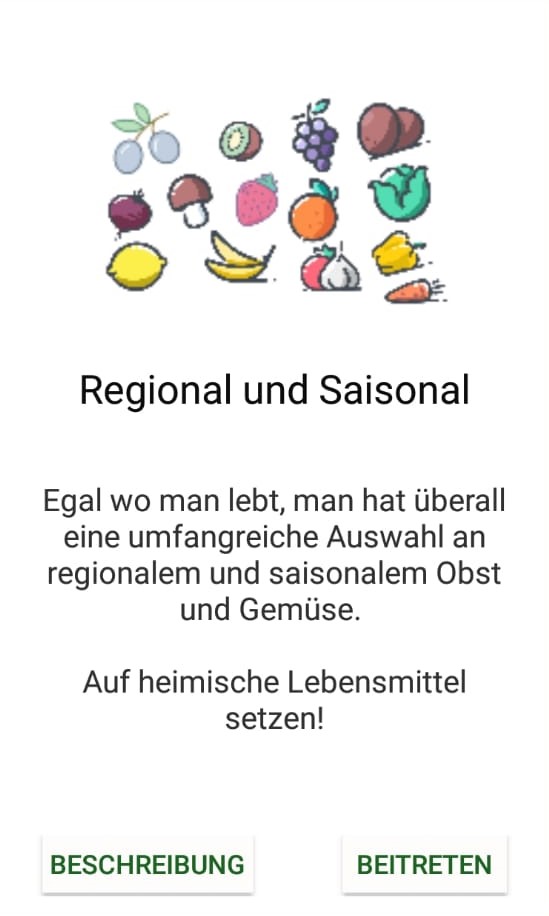 Regional und Saisonal
Egal wo man lebt, man hat überall
eine umfangreiche Auswahl an
regionalem und saisonalem Obst
und Gemüse.
Auf heimische Lebensmittel
setzen!
BESCHREIBUNG
BEITRETEN